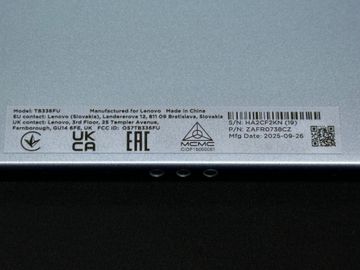 Model: TB336FU Manufactured for Lenovo Made in China
EU contact: Lenovo (Slovakia), Landererova 12, 811 09 Bratislava, Slovakia
UK contact: Lenovo, 3rd Floor, 25 Templer Avenue,
Farnborough, GU14 6FE, UK FCC ID: O57TB336FU
S/N: HA2CF2KN (19)
P/N: ZAFR0738CZ
Mfg Date: 2025-09-26
UK
CA
EAC
MCMC
CIDF15000051